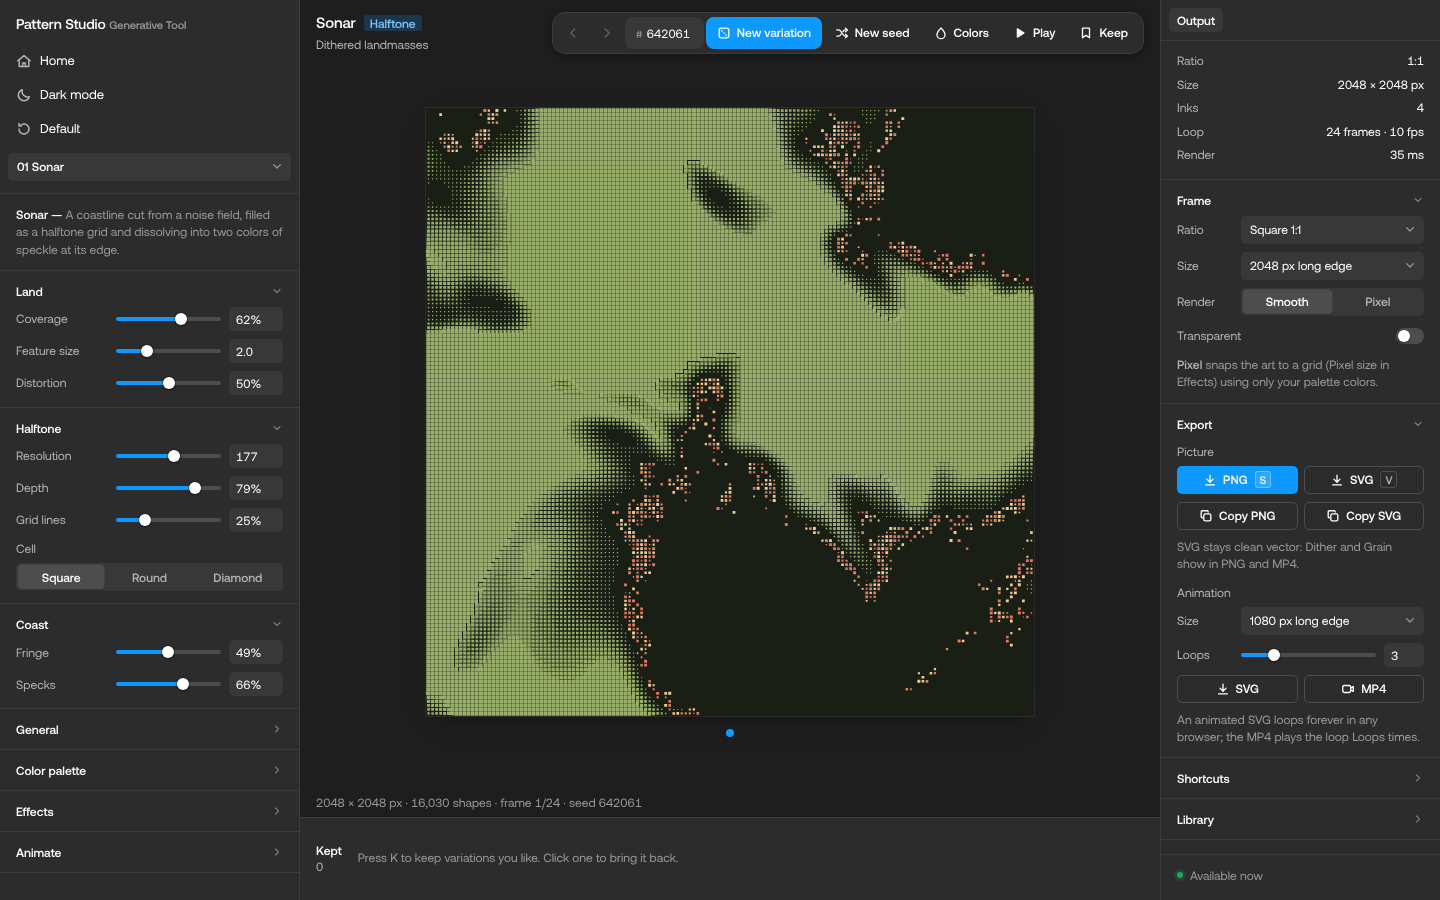 Pattern Studio Generative Tool
Home
Dark mode
Default
01 Sonar
Sonar — A coastline cut from a noise field, filled
as a halftone grid and dissolving into two colors of
speckle at its edge.
Land
Coverage 62%
Feature size 2.0
Distortion 50%
Halftone
Resolution 177
Depth 79%
Grid lines 25%
Cell
Square Round Diamond
Coast
Fringe 49%
Specks 66%
General
Color palette
Effects
Animate
Sonar Halftone
Dithered landmasses
# 642061 New variation New seed Colors Play Keep
2048 × 2048 px · 16,030 shapes · frame 1/24 · seed 642061
Kept
0
Press K to keep variations you like. Click one to bring it back.
Output
Ratio 1:1
Size 2048 × 2048 px
Inks 4
Loop 24 frames · 10 fps
Render 35 ms
Frame
Ratio Square 1:1
Size 2048 px long edge
Render Smooth Pixel
Transparent
Pixel snaps the art to a grid (Pixel size in
Effects) using only your palette colors.
Export
Picture
PNG S SVG V
Copy PNG Copy SVG
SVG stays clean vector: Dither and Grain
show in PNG and MP4.
Animation
Size 1080 px long edge
Loops 3
SVG MP4
An animated SVG loops forever in any
browser; the MP4 plays the loop Loops times.
Shortcuts
Library
Available now